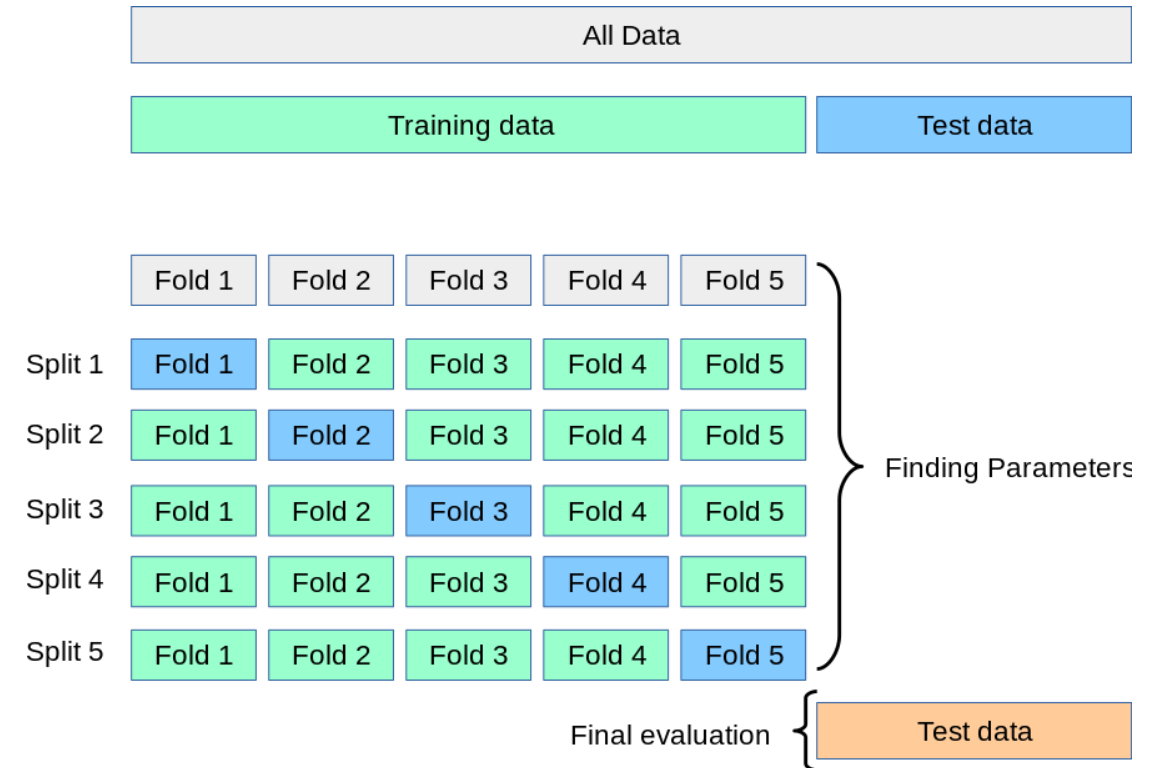 All Data
Training data Test data
Fold 1 Fold 2 Fold 3 Fold 4 Fold 5
Split 1 Fold 1 Fold 2 Fold 3 Fold 4 Fold 5
Split 2 Fold 1 Fold 2 Fold 3 Fold 4 Fold 5
Finding Parameters
Split 3 Fold 1 Fold 2 Fold 3 Fold 4 Fold 5
Split 4 Fold 1 Fold 2 Fold 3 Fold 4 Fold 5
Split 5 Fold 1 Fold 2 Fold 3 Fold 4 Fold 5
Final evaluation Test data